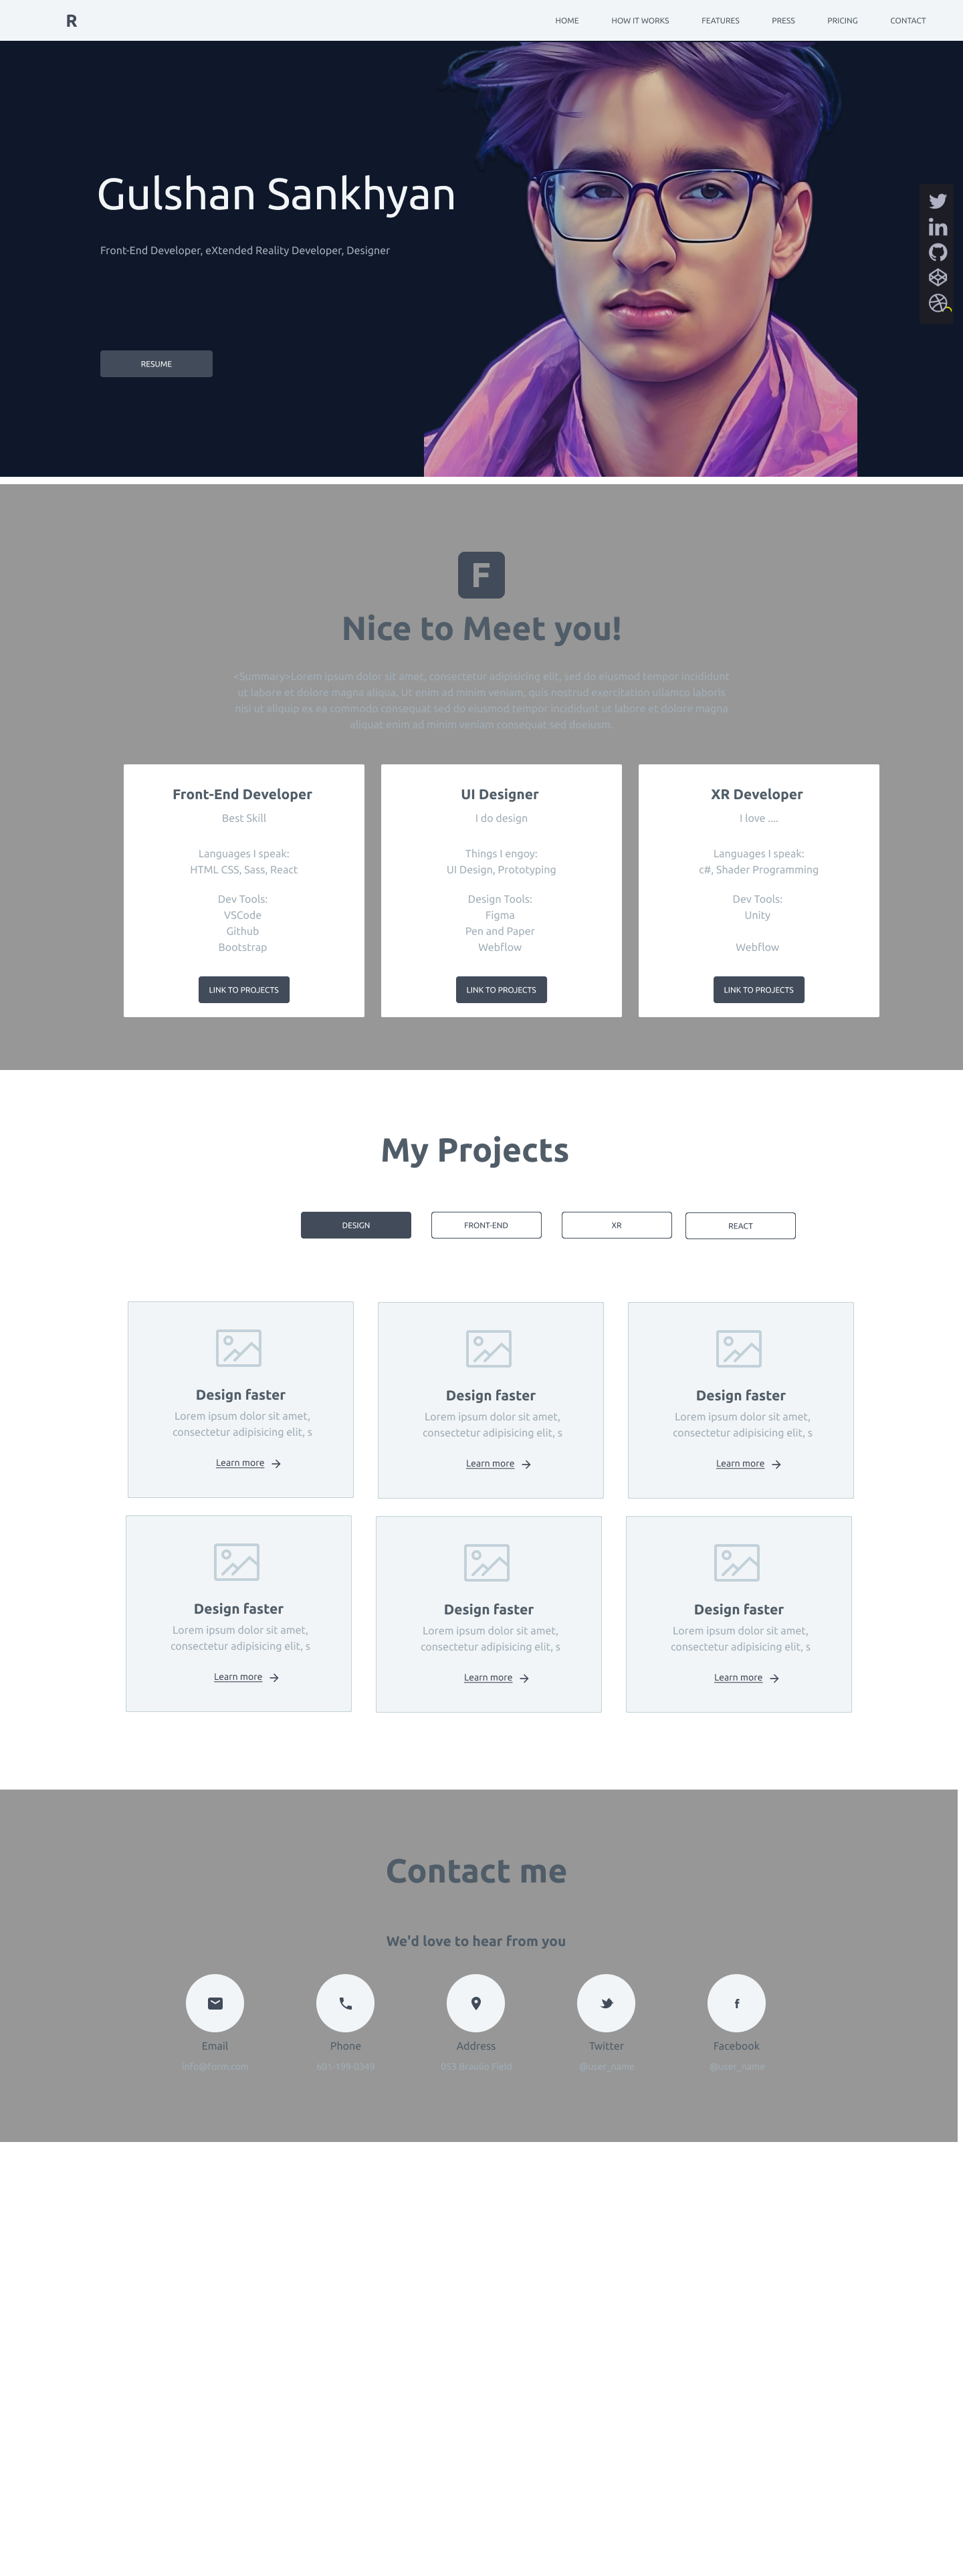 R
HOME
HOW IT WORKS
FEATURES
PRESS
PRICING
CONTACT
Gulshan Sankhyan
Front-End Developer, eXtended Reality Developer, Designer
RESUME
F
Nice to Meet you!
<Summary>Lorem ipsum dolor sit amet, consectetur adipisicing elit, sed do eiusmod tempor incididunt
ut labore et dolore magna aliqua. Ut enim ad minim veniam, quis nostrud exercitation ullamco laboris
nisi ut aliquip ex ea commodo consequat sed do eiusmod tempor incididunt ut labore et dolore magna
aliquat enim ad minim veniam consequat sed doeiusm.
Front-End Developer
Best Skill
Languages I speak:
HTML CSS, Sass, React
Dev Tools:
VSCode
Github
Bootstrap
LINK TO PROJECTS
UI Designer
I do design
Things I engoy:
UI Design, Prototyping
Design Tools:
Figma
Pen and Paper
Webflow
LINK TO PROJECTS
XR Developer
I love ....
Languages I speak:
c#, Shader Programming
Dev Tools:
Unity
Webflow
LINK TO PROJECTS
My Projects
DESIGN
FRONT-END
XR
REACT
Design faster
Lorem ipsum dolor sit amet,
consectetur adipisicing elit, s
Learn more
Design faster
Lorem ipsum dolor sit amet,
consectetur adipisicing elit, s
Learn more
Design faster
Lorem ipsum dolor sit amet,
consectetur adipisicing elit, s
Learn more
Design faster
Lorem ipsum dolor sit amet,
consectetur adipisicing elit, s
Learn more
Design faster
Lorem ipsum dolor sit amet,
consectetur adipisicing elit, s
Learn more
Design faster
Lorem ipsum dolor sit amet,
consectetur adipisicing elit, s
Learn more
Contact me
We'd love to hear from you
Email
info@form.com
Phone
601-199-0349
Address
053 Braulio Field
Twitter
@user_name
Facebook
@user_name